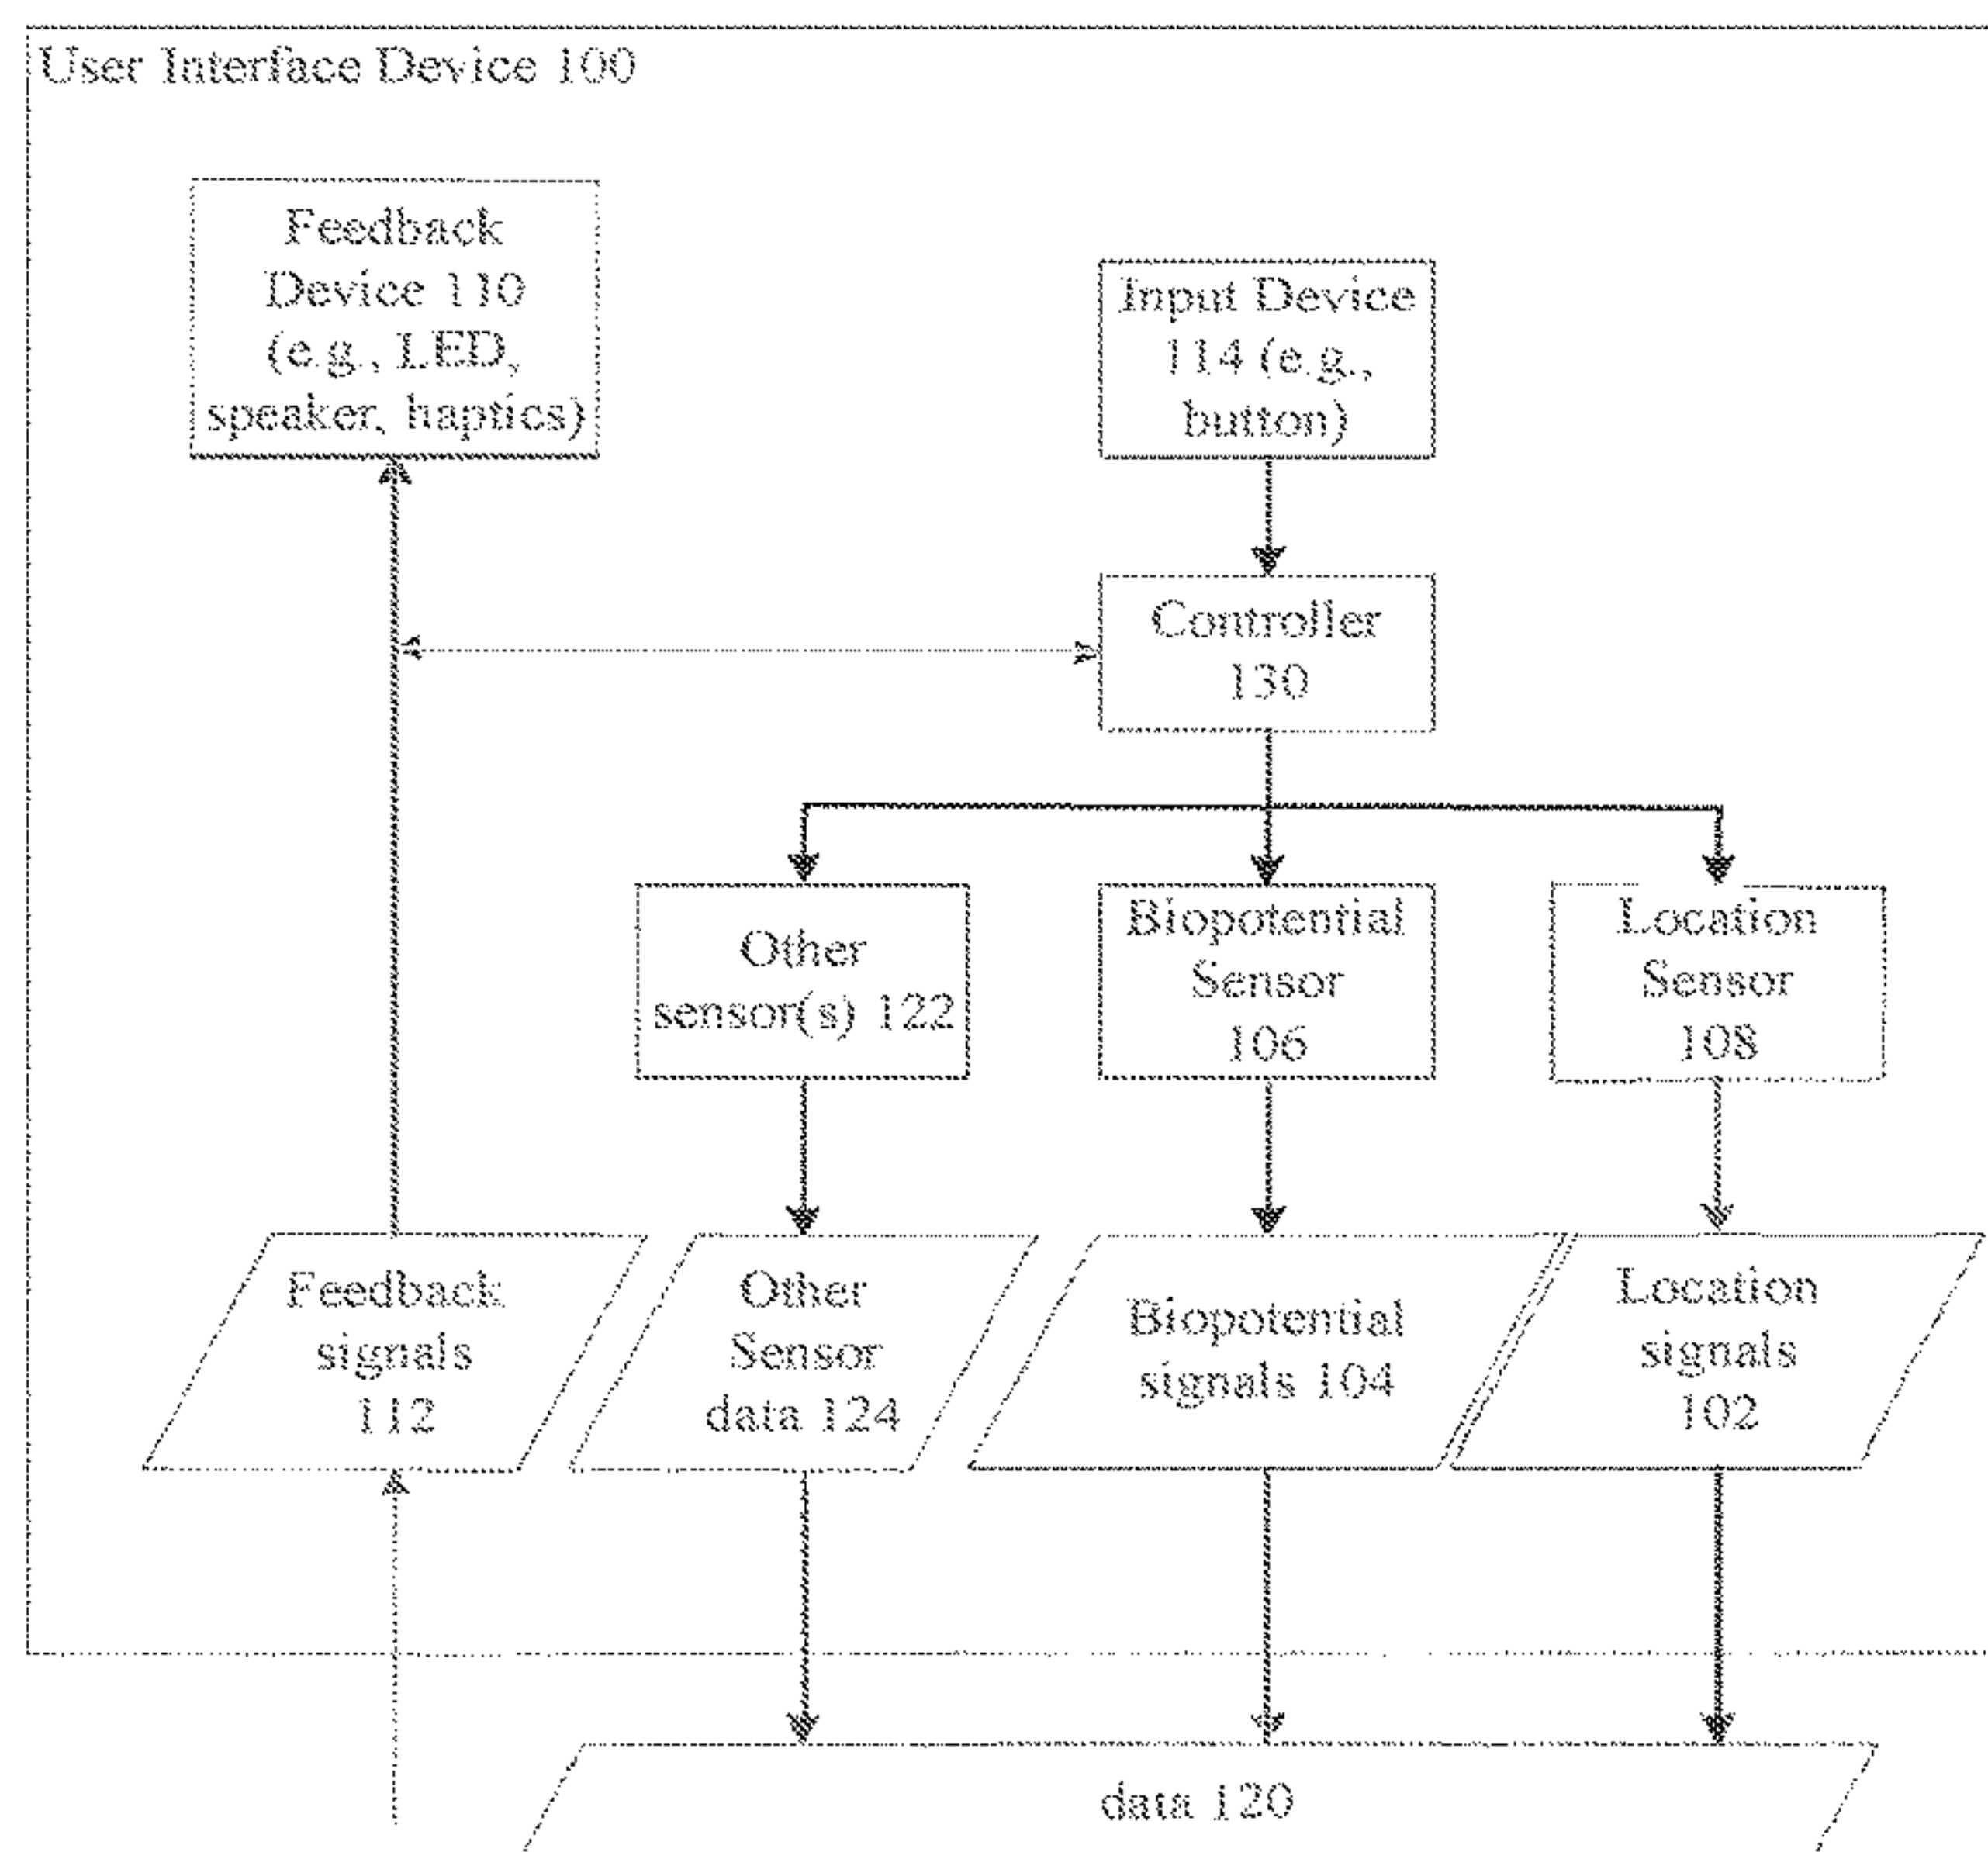 User Interface Device 100
Feedback
Device 110
(e.g., LED,
speaker, haptics)
Input Device
114 (e.g.,
button)
Controller
130
Other
sensor(s) 122
Biopotential
Sensor
106
Location
Sensor
108
Feedback
signals
112
Other
Sensor
data 124
Biopotential
signals 104
Location
signals
102
data 120